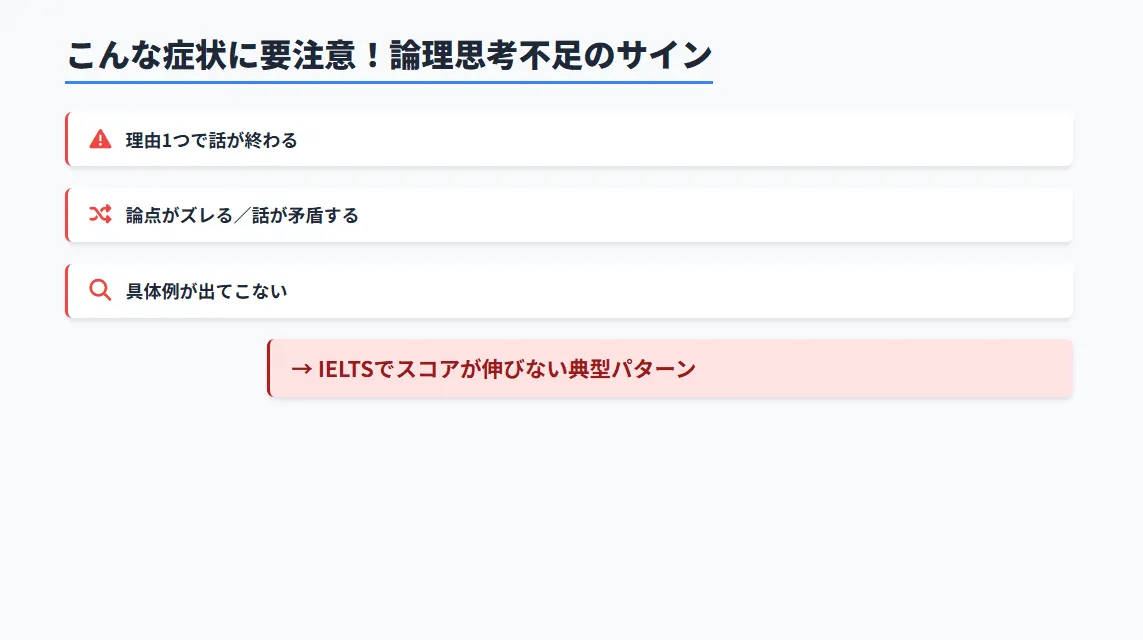 こんな症状に要注意！論理思考不足のサイン
理由1つで話が終わる
論点がズレる／話が矛盾する
具体例が出てこない
→ IELTSでスコアが伸びない典型パターン